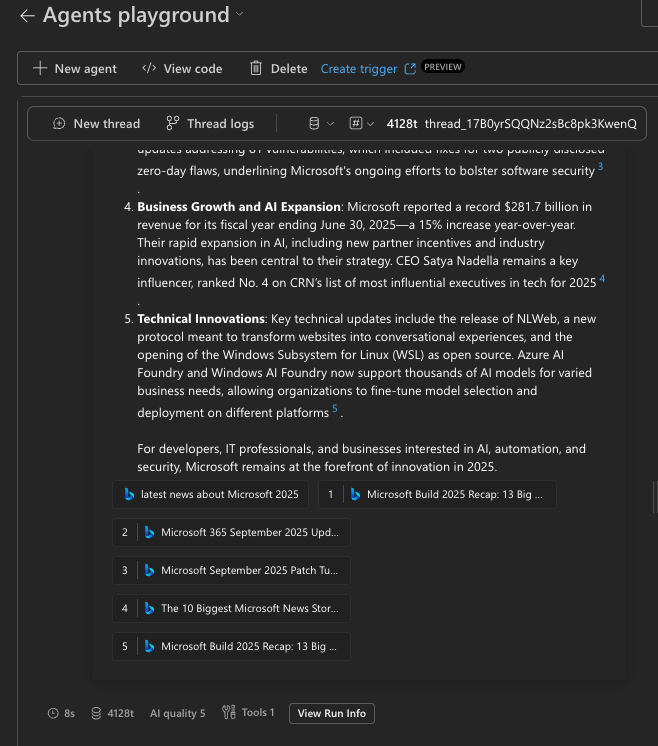 Agents playground
New agent </> View code Delete Create trigger PREVIEW
New thread Thread logs # 4128t thread_17B0yrSQQNz2sBc8pk3KwenQ
updates addressing 81 vulnerabilities, which included fixes for two publicly disclosed
zero-day flaws, underlining Microsoft's ongoing efforts to bolster software security 3
.
4. Business Growth and AI Expansion: Microsoft reported a record $281.7 billion in
revenue for its fiscal year ending June 30, 2025—a 15% increase year-over-year.
Their rapid expansion in AI, including new partner incentives and industry
innovations, has been central to their strategy. CEO Satya Nadella remains a key
influencer, ranked No. 4 on CRN's list of most influential executives in tech for 2025 4
.
5. Technical Innovations: Key technical updates include the release of NLWeb, a new
protocol meant to transform websites into conversational experiences, and the
opening of the Windows Subsystem for Linux (WSL) as open source. Azure AI
Foundry and Windows AI Foundry now support thousands of AI models for varied
business needs, allowing organizations to fine-tune model selection and
deployment on different platforms 5 .
For developers, IT professionals, and businesses interested in AI, automation, and
security, Microsoft remains at the forefront of innovation in 2025.
latest news about Microsoft 2025 1 Microsoft Build 2025 Recap: 13 Big ...
2 Microsoft 365 September 2025 Upd...
3 Microsoft September 2025 Patch Tu...
4 The 10 Biggest Microsoft News Stor...
5 Microsoft Build 2025 Recap: 13 Big ...
8s 4128t AI quality 5 Tools 1 View Run Info